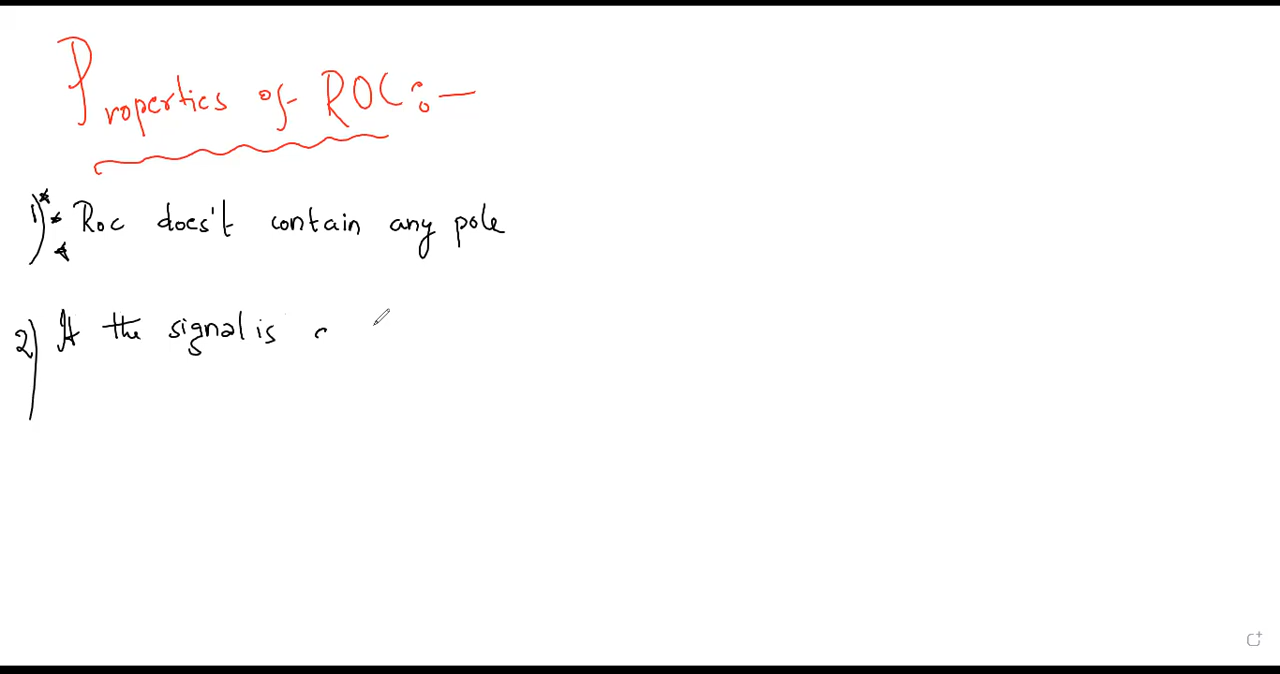 Properties of ROC:-
1) Roc does't contain any pole
2) If the signal is